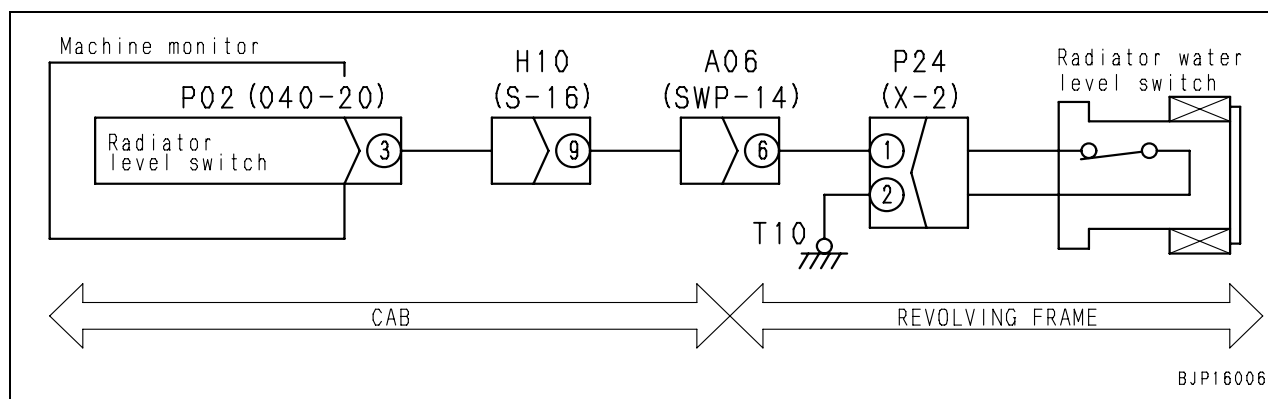 Machine monitor
P02 (040-20)
Radiator
level switch
3
H10
(S-16)
9
A06
(SWP-14)
6
P24
(X-2)
1
2
T10
Radiator water
level switch
CAB
REVOLVING FRAME
BJP16006